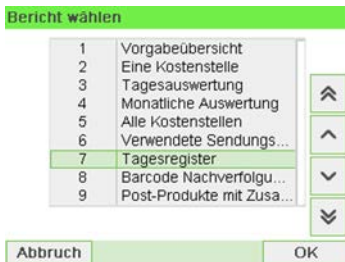 Bericht wählen
1 Vorgabeübersicht
2 Eine Kostenstelle
3 Tagesauswertung
4 Monatliche Auswertung
5 Alle Kostenstellen
6 Verwendete Sendungs...
7 Tagesregister
8 Barcode Nachverfolgu...
9 Post-Produkte mit Zusa...
Abbruch OK